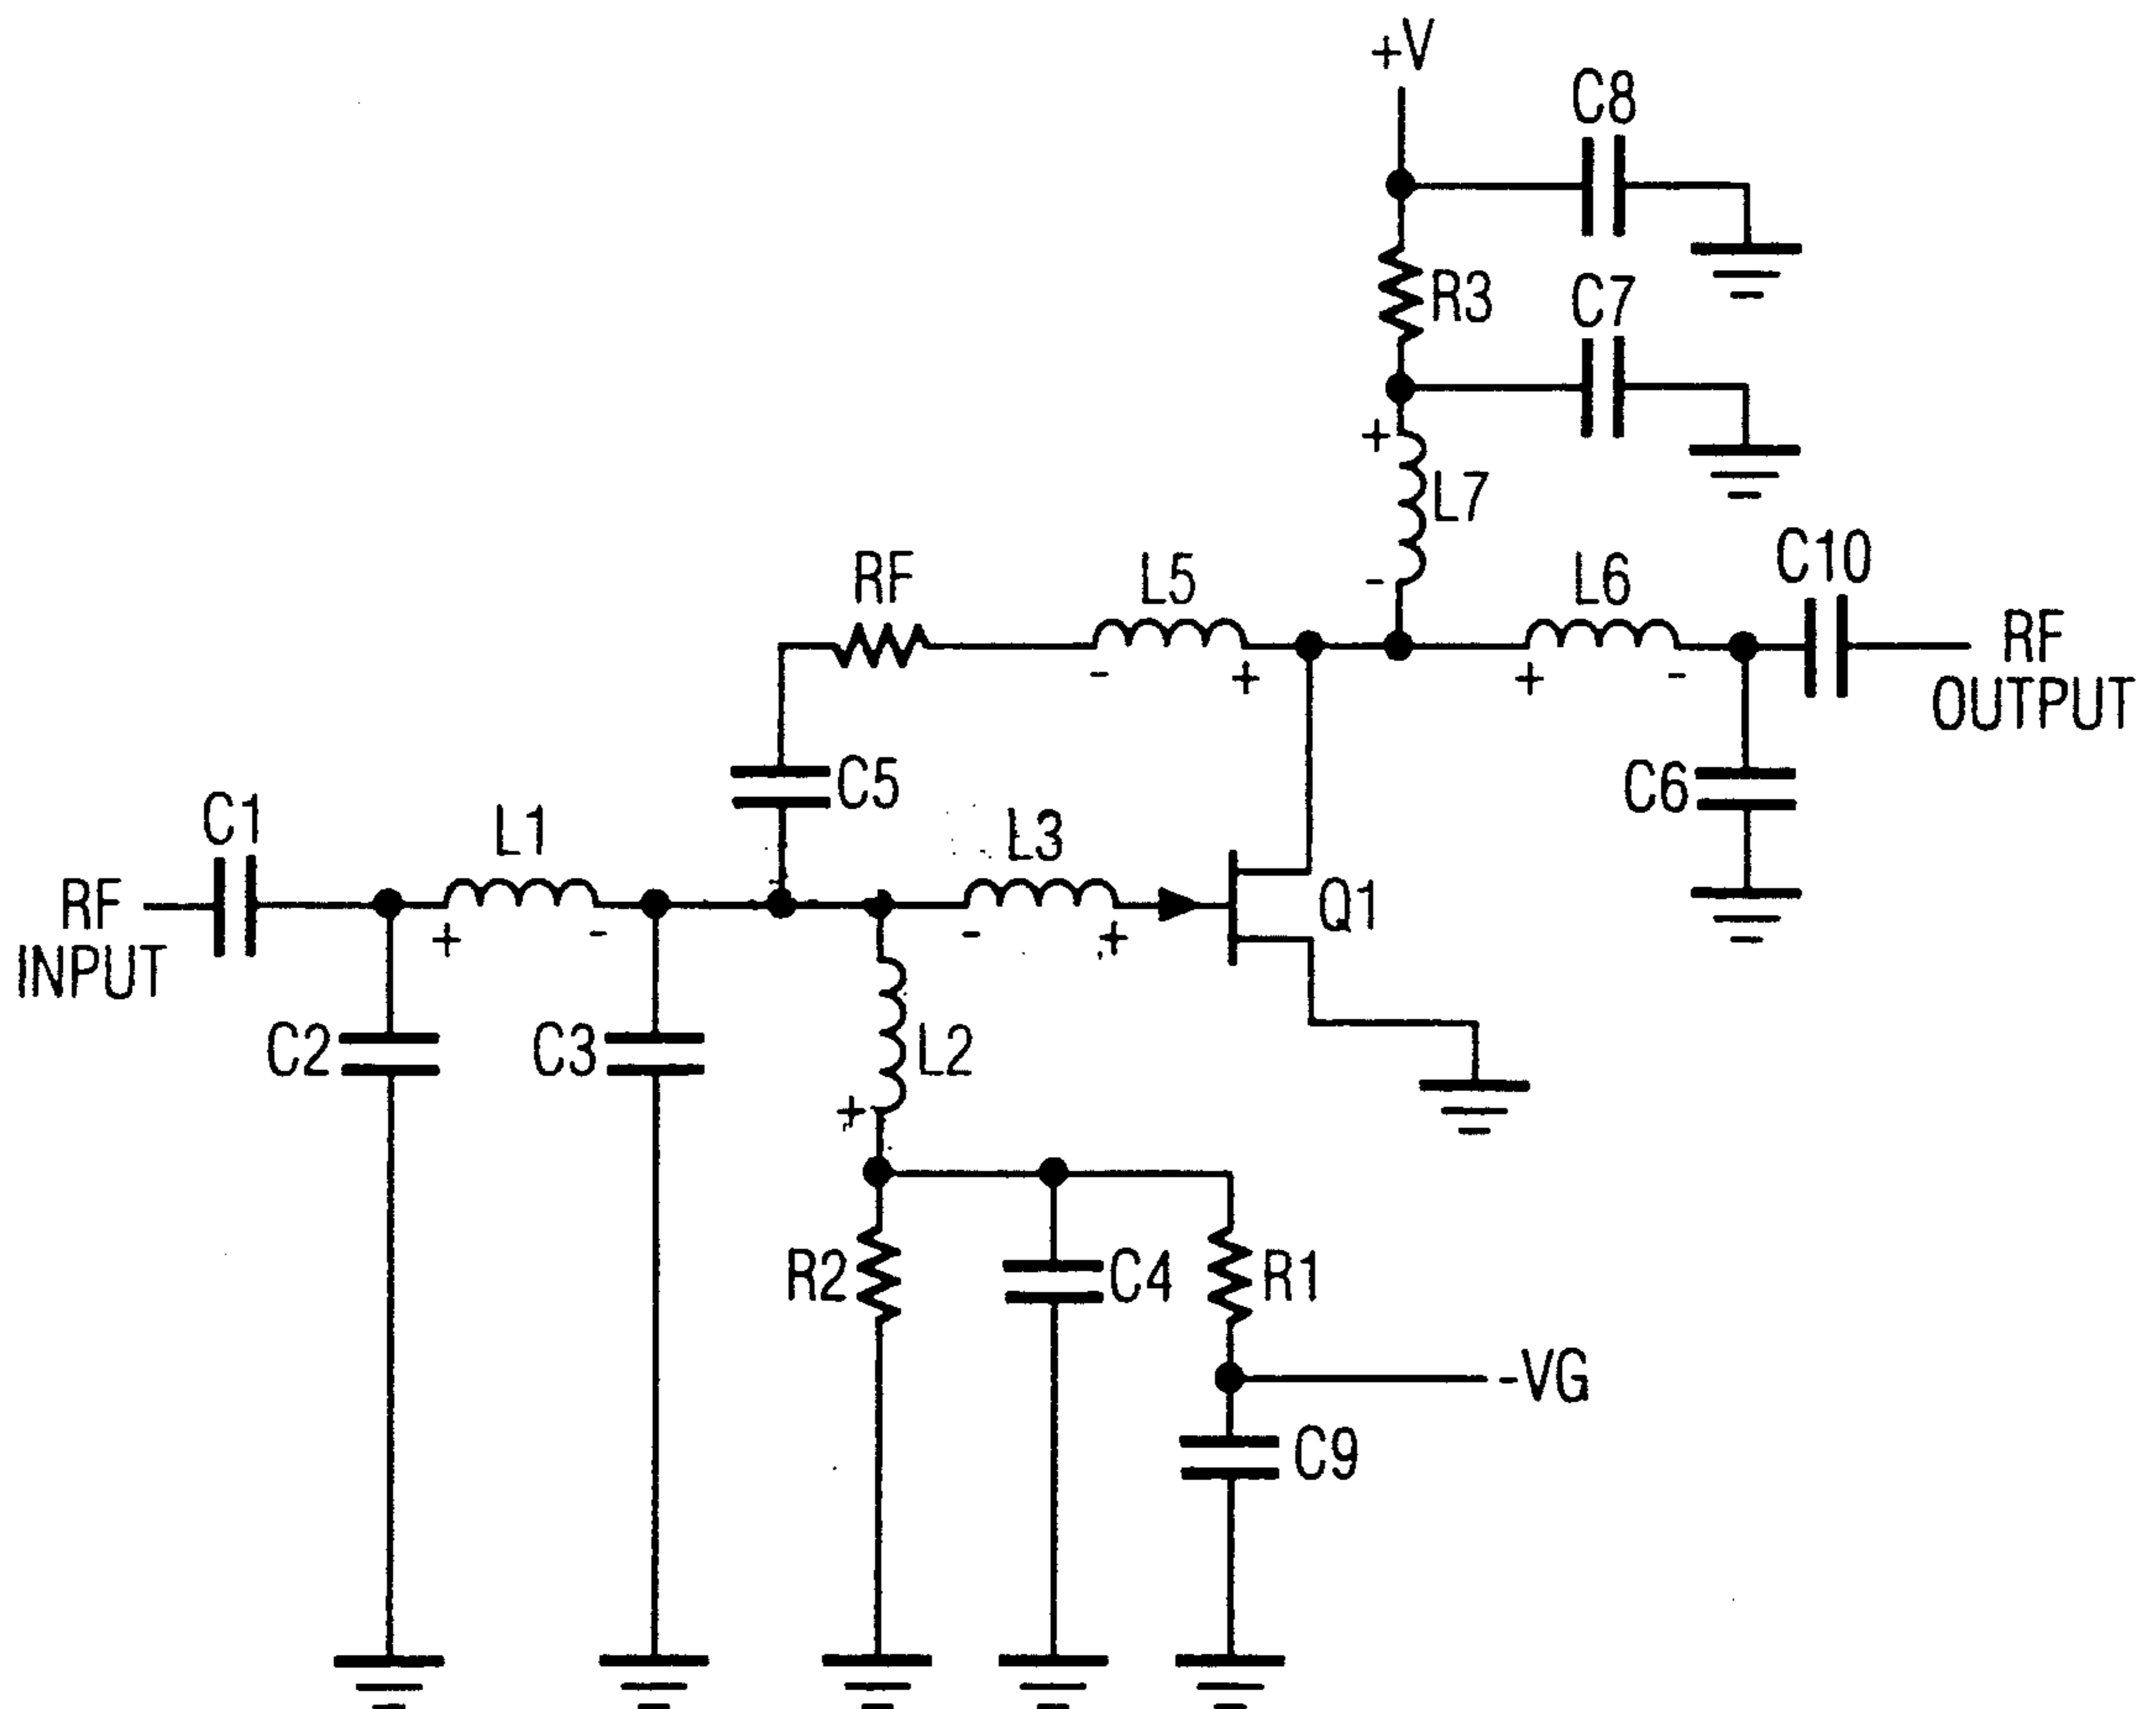 +V
C8
R3
C7
+
L7
-
RF
L5
L6
C10
RF
OUTPUT
-
+
+
-
C5
C6
C1
L1
L3
RF
INPUT
Q1
+
-
-
+
C2
C3
L2
+
R2
C4
R1
-VG
C9